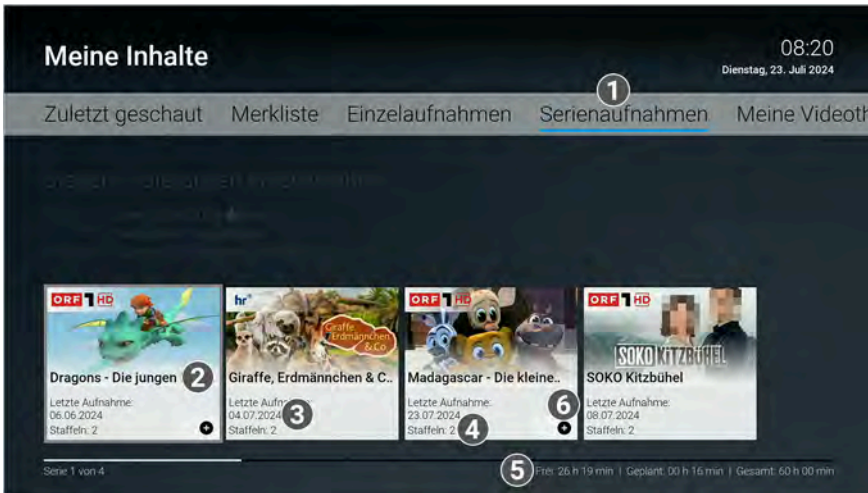 Meine Inhalte
08:20
Dienstag, 23. Juli 2024
1
Zuletzt geschaut Merkliste Einzelaufnahmen Serienaufnahmen Meine Videoth
ORF 1 HD
hr
ORF 1 HD
ORF 1 HD
Giraffe
Erdmännchen
& Co
SOKO KITZBÜHEL
Dragons - Die jungen 2
Giraffe, Erdmännchen & C..
Madagascar - Die kleine..
SOKO Kitzbühel
Letzte Aufnahme:
06.06.2024
Staffeln: 2
Letzte
04.07.2024 3
Staffeln: 2
Letzte Aufnahme: 6
23.07.2024
Staffeln: 2 4
Letzte Aufnahme:
08.07.2024
Staffeln: 2
Serie 1 von 4
5 Frei: 26 h 19 min | Geplant: 00 h 16 min | Gesamt: 60 h 00 min